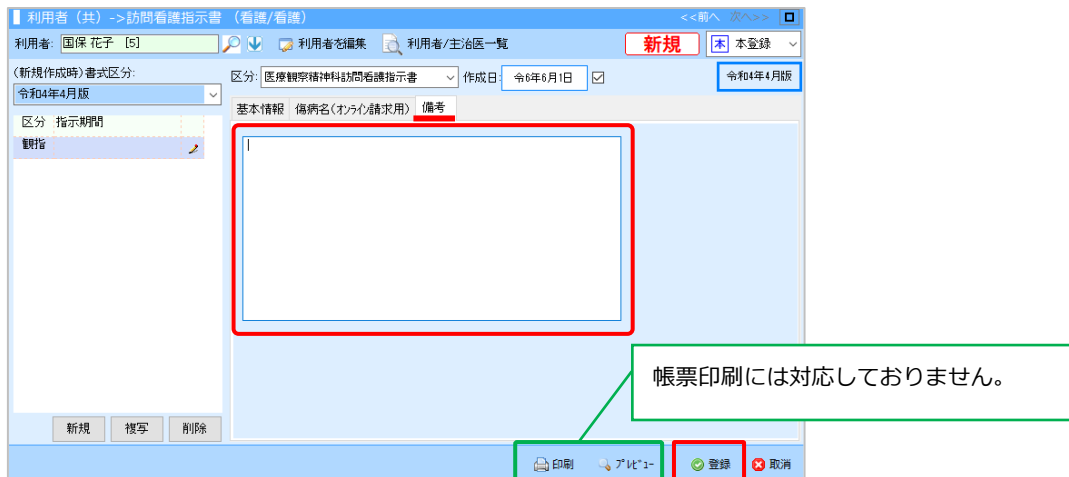 利用者（共）->訪問看護指示書 （看護/看護） <<前へ 次へ>>
利用者: 国保 花子 [5] 利用者を編集 利用者/主治医一覧 新規 本 本登録
(新規作成時)書式区分: 区分: 医療観察精神科訪問看護指示書 作成日: 令6年6月1日 令和4年4月版
令和4年4月版
基本情報 傷病名(ｵﾝﾗｲﾝ請求用) 備考
区分 指示期間
観指
帳票印刷には対応しておりません。
新規 複写 削除
印刷 ﾌﾟﾚﾋﾞｭｰ 登録 取消